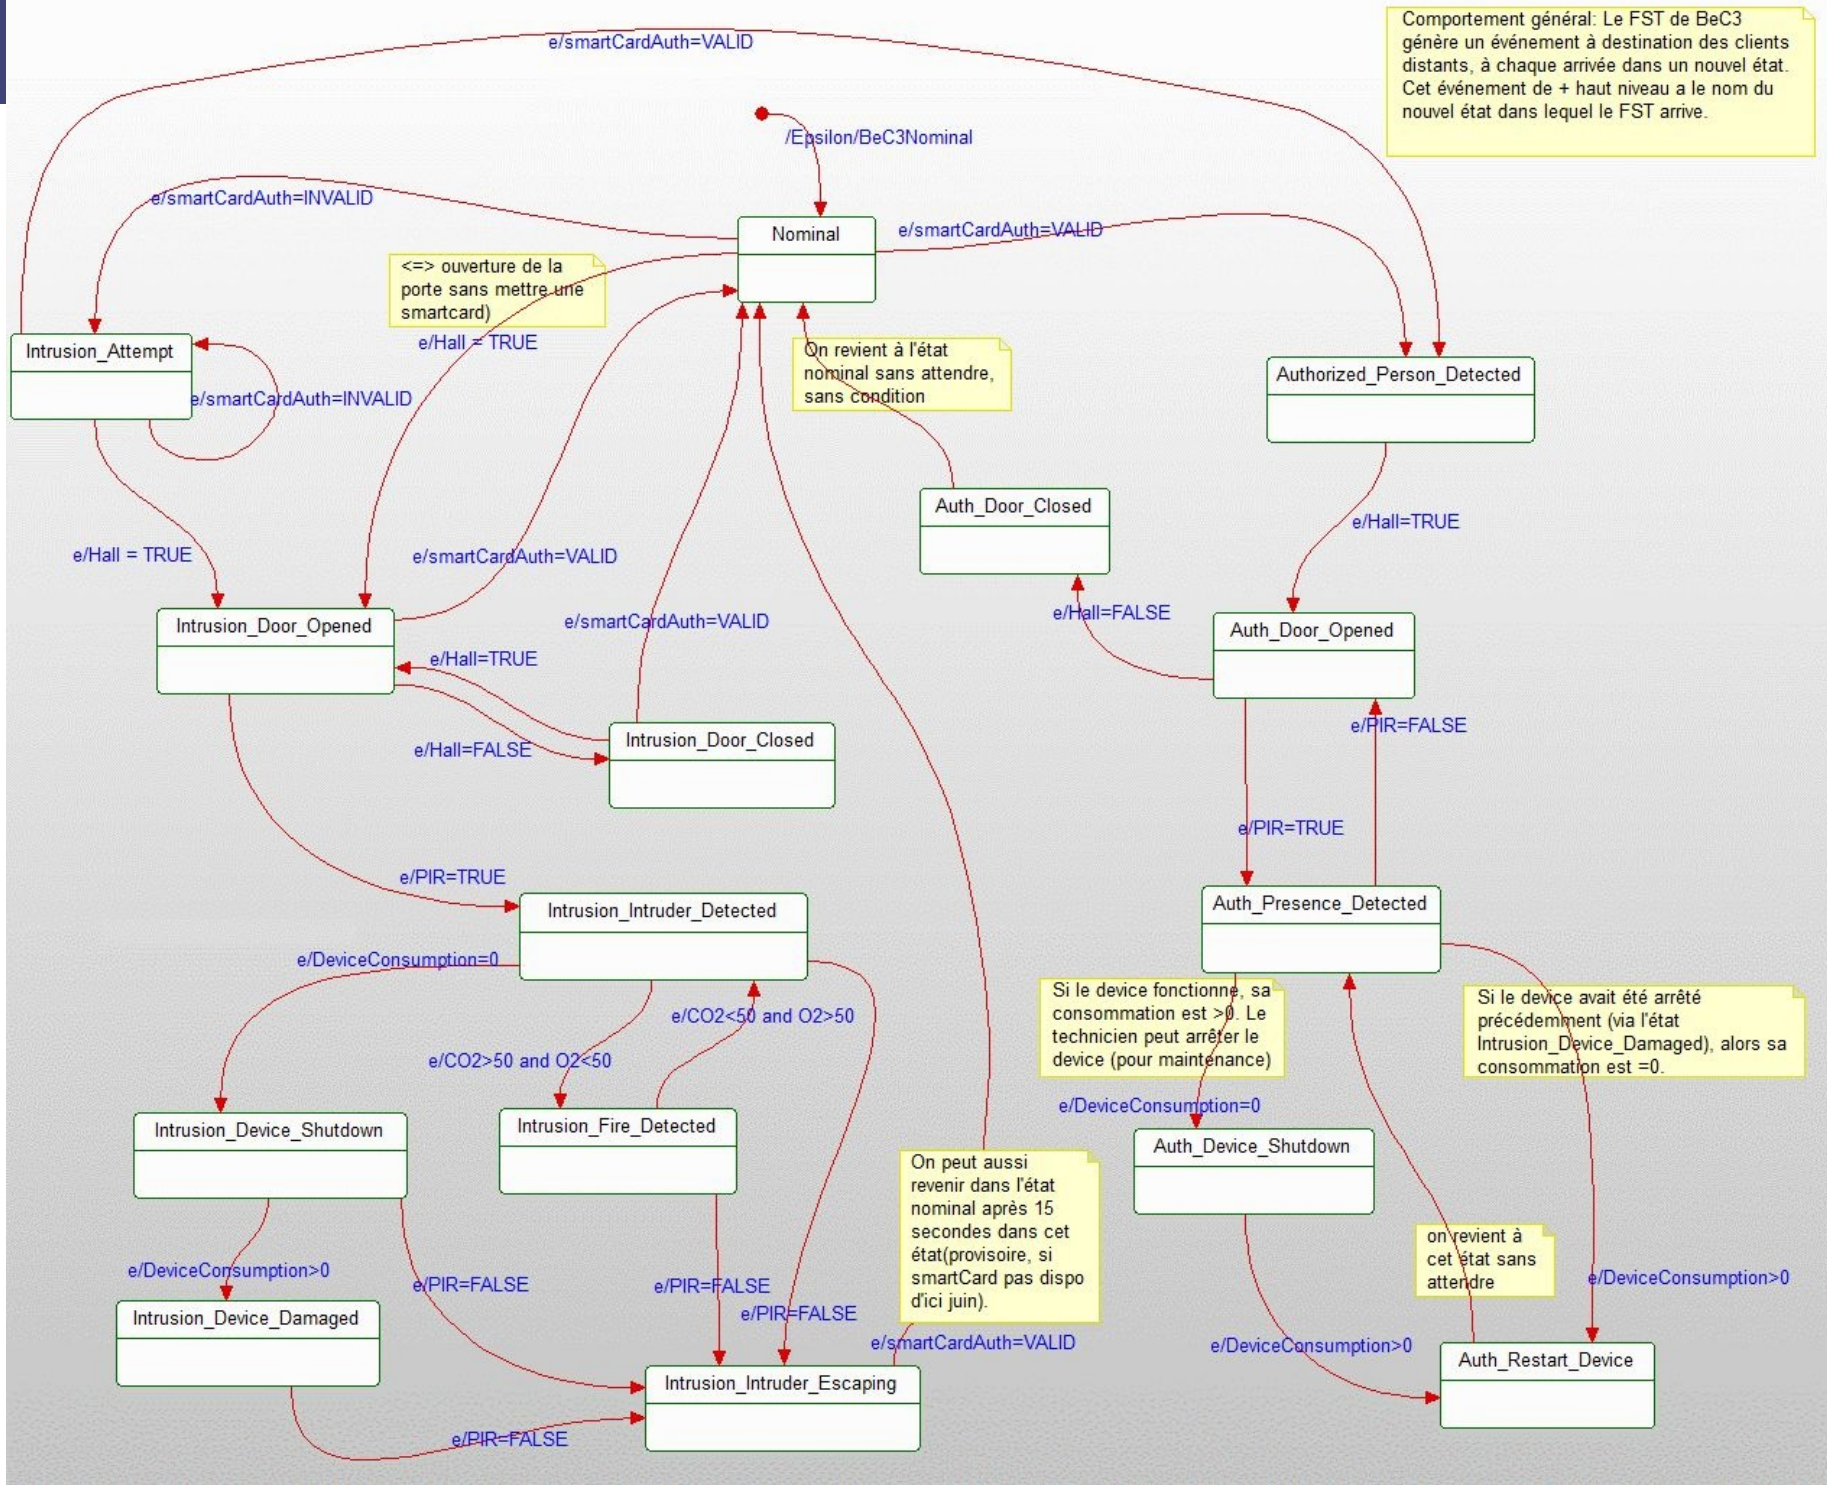 e/smartCardAuth=VALID
Comportement général: Le FST de BeC3
génère un événement à destination des clients
distants, à chaque arrivée dans un nouvel état.
Cet événement de + haut niveau a le nom du
nouvel état dans lequel le FST arrive.
/Epsilon/BeC3Nominal
e/smartCardAuth=INVALID
Nominal
e/smartCardAuth=VALID
<=> ouverture de la
porte sans mettre une
smartcard)
e/Hall = TRUE
Intrusion_Attempt
e/smartCardAuth=INVALID
On revient à l'état
nominal sans attendre,
sans condition
Authorized_Person_Detected
Auth_Door_Closed
e/Hall=TRUE
e/Hall = TRUE
e/smartCardAuth=VALID
Intrusion_Door_Opened
e/smartCardAuth=VALID
e/Hall=FALSE
Auth_Door_Opened
e/Hall=TRUE
e/Hall=FALSE
Intrusion_Door_Closed
e/PIR=FALSE
e/PIR=TRUE
e/PIR=TRUE
Intrusion_Intruder_Detected
Auth_Presence_Detected
e/DeviceConsumption=0
e/CO2<50 and O2>50
e/CO2>50 and O2<50
Si le device fonctionne, sa
consommation est >0. Le
technicien peut arrêter le
device (pour maintenance)
Si le device avait été arrêté
précédemment (via l'état
Intrusion_Device_Damaged), alors sa
consommation est =0.
e/DeviceConsumption=0
Intrusion_Device_Shutdown
Intrusion_Fire_Detected
Auth_Device_Shutdown
On peut aussi
revenir dans l'état
nominal après 15
secondes dans cet
état(provisoire, si
smartCard pas dispo
d'ici juin).
on revient à
cet état sans
attendre
e/DeviceConsumption>0
e/DeviceConsumption>0
e/PIR=FALSE
e/PIR=FALSE
e/PIR=FALSE
Intrusion_Device_Damaged
e/smartCardAuth=VALID
e/DeviceConsumption>0
Auth_Restart_Device
Intrusion_Intruder_Escaping
e/PIR=FALSE